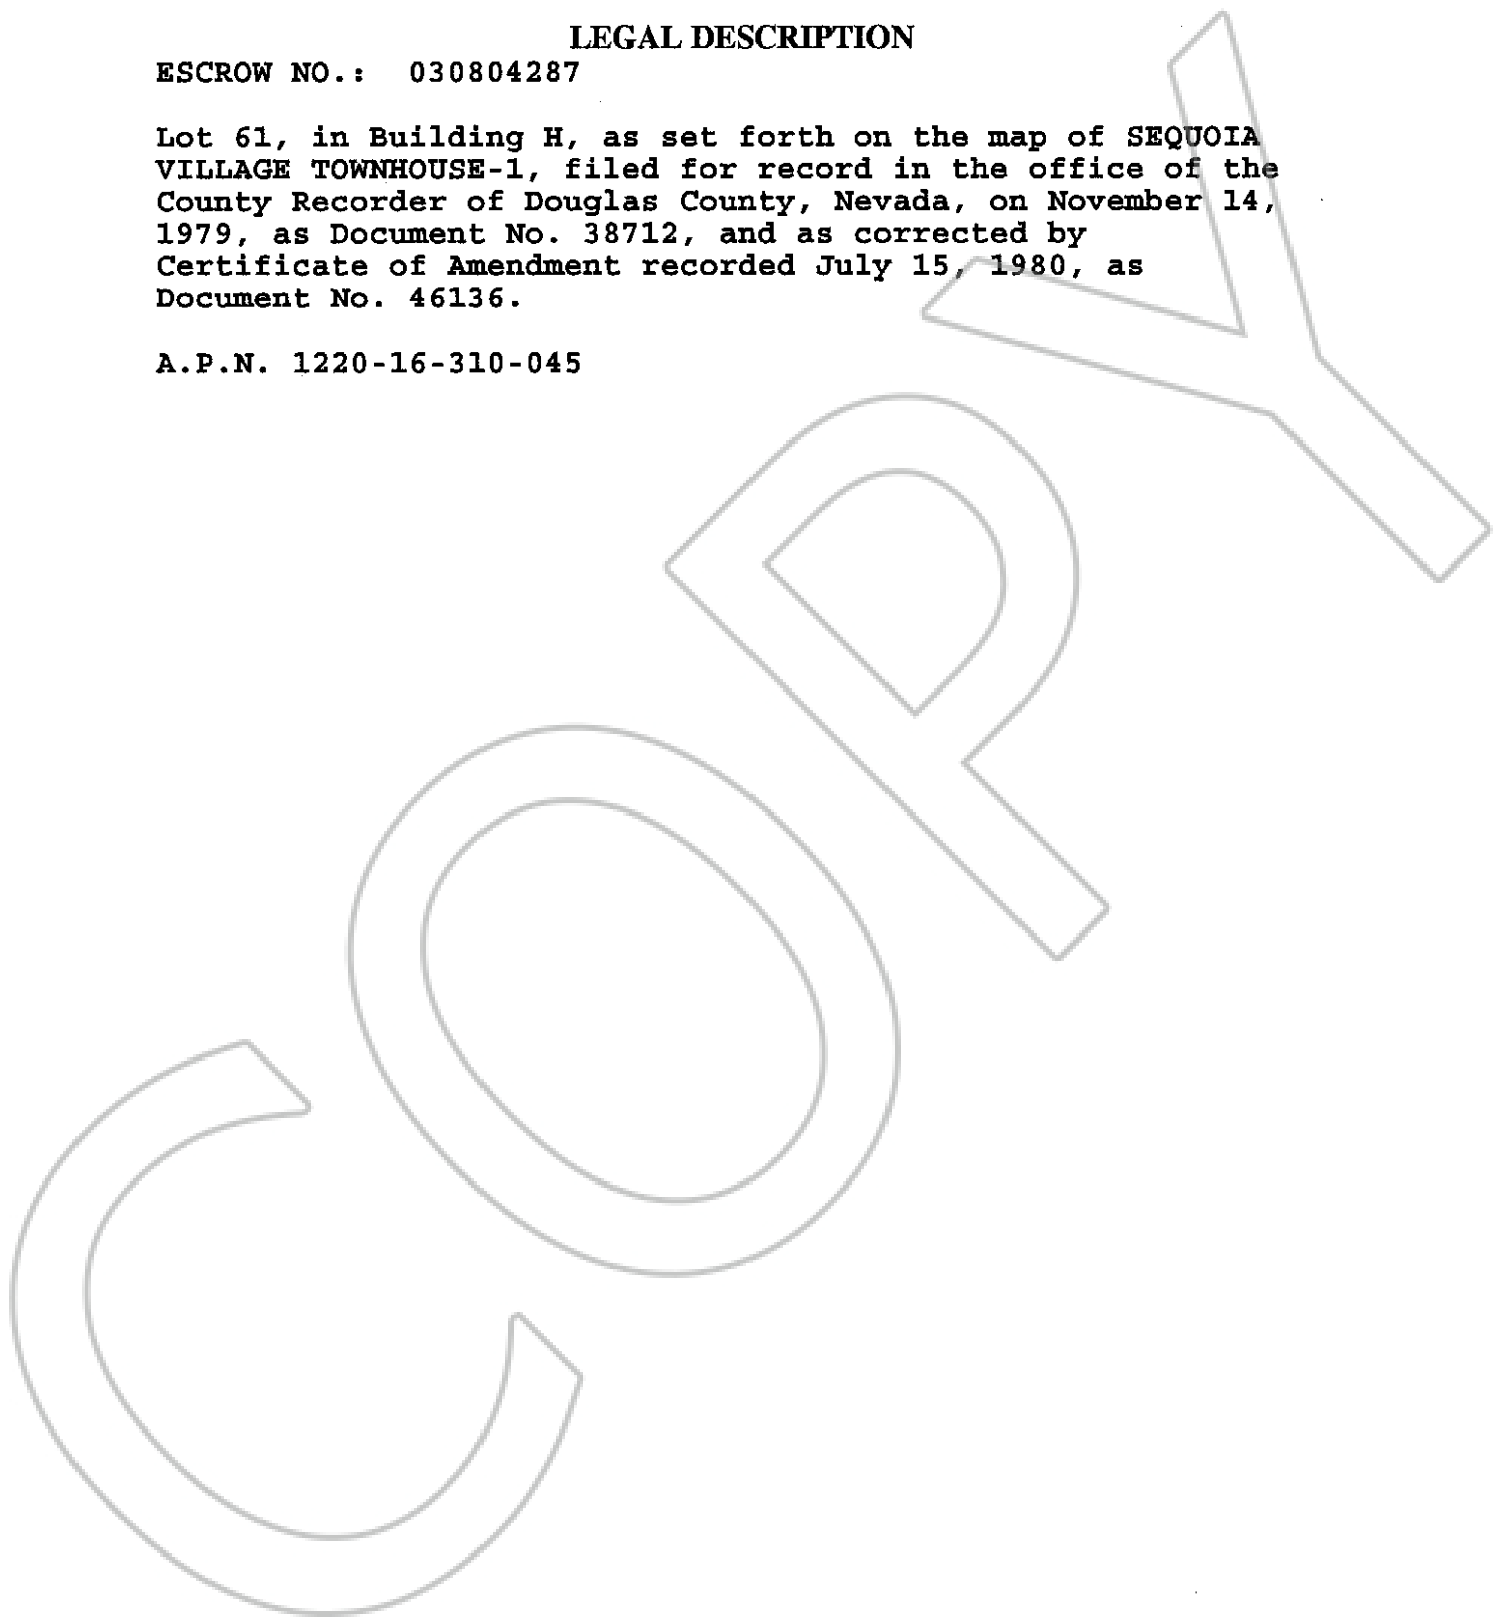 LEGAL DESCRIPTION
ESCROW NO.: 030804287
Lot 61, in Building H, as set forth on the map of SEQUOIA
VILLAGE TOWNHOUSE-1, filed for record in the office of the
County Recorder of Douglas County, Nevada, on November 14,
1979, as Document No. 38712, and as corrected by
Certificate of Amendment recorded July 15, 1980, as
Document No. 46136.
A.P.N. 1220-16-310-045
COPY